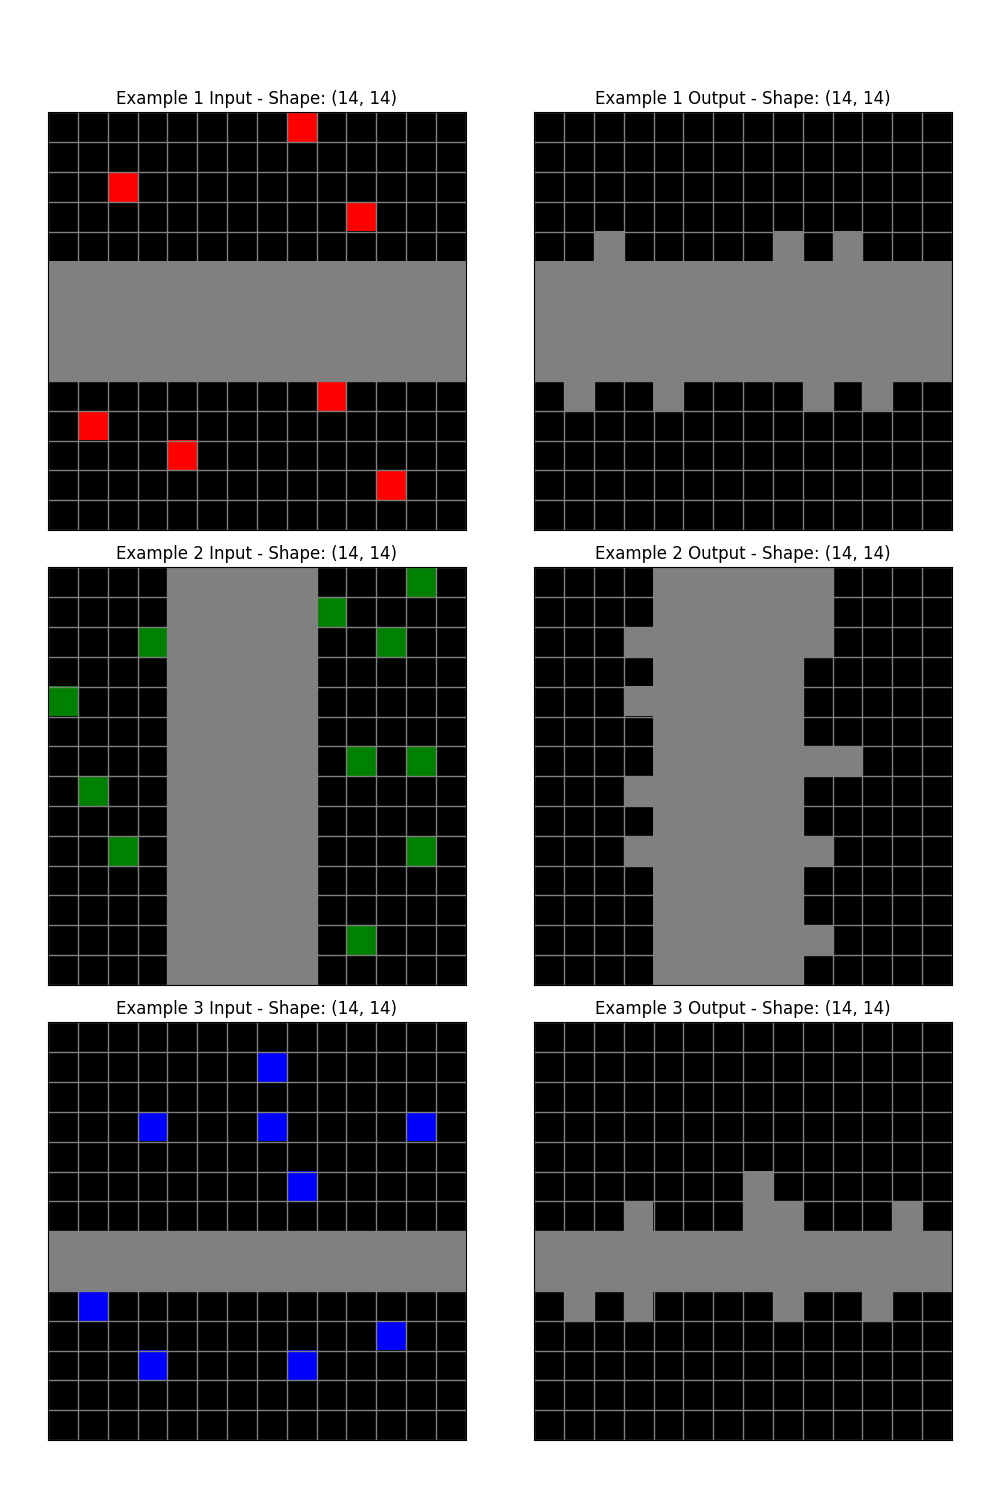 Example 1 Input - Shape: (14, 14)
Example 1 Output - Shape: (14, 14)
Example 2 Input - Shape: (14, 14)
Example 2 Output - Shape: (14, 14)
Example 3 Input - Shape: (14, 14)
Example 3 Output - Shape: (14, 14)